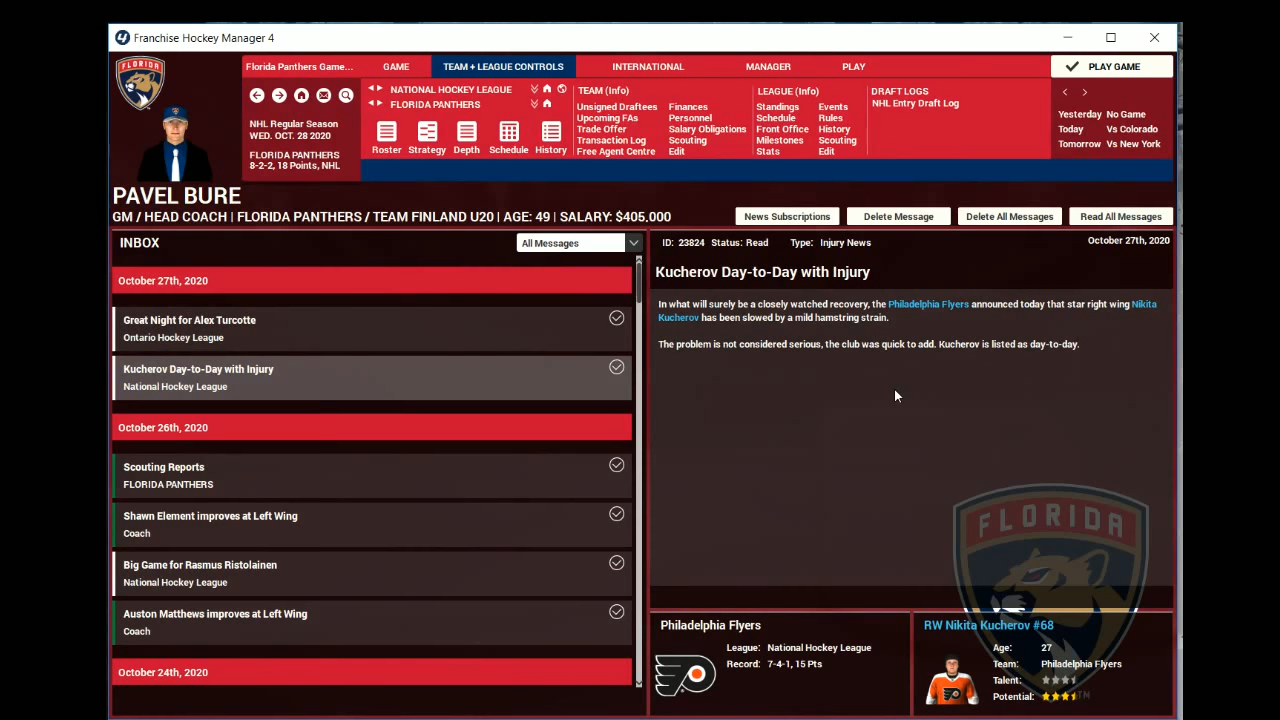 Franchise Hockey Manager 4
Florida Panthers Game...
GAME
TEAM + LEAGUE CONTROLS
INTERNATIONAL
MANAGER
PLAY
PLAY GAME
NHL Regular Season
WED. OCT. 28 2020
FLORIDA PANTHERS
8-2-2, 18 Points, NHL
NATIONAL HOCKEY LEAGUE
FLORIDA PANTHERS
Roster
Strategy
Depth
Schedule
History
TEAM (Info)
Unsigned Draftees
Upcoming FAs
Trade Offer
Transaction Log
Free Agent Centre
Finances
Personnel
Salary Obligations
Scouting
Edit
LEAGUE (Info)
Standings
Schedule
Front Office
Milestones
Stats
Events
Rules
History
Scouting
Edit
DRAFT LOGS
NHL Entry Draft Log
Yesterday No Game
Today Vs Colorado
Tomorrow Vs New York
PAVEL BURE
GM / HEAD COACH | FLORIDA PANTHERS / TEAM FINLAND U20 | AGE: 49 | SALARY: $405.000
News Subscriptions
Delete Message
Delete All Messages
Read All Messages
INBOX
All Messages
October 27th, 2020
Great Night for Alex Turcotte
Ontario Hockey League
Kucherov Day-to-Day with Injury
National Hockey League
October 26th, 2020
Scouting Reports
FLORIDA PANTHERS
Shawn Element improves at Left Wing
Coach
Big Game for Rasmus Ristolainen
National Hockey League
Auston Matthews improves at Left Wing
Coach
October 24th, 2020
ID: 23824 Status: Read Type: Injury News
October 27th, 2020
Kucherov Day-to-Day with Injury
In what will surely be a closely watched recovery, the Philadelphia Flyers announced today that star right wing Nikita
Kucherov has been slowed by a mild hamstring strain.
The problem is not considered serious, the club was quick to add. Kucherov is listed as day-to-day.
FLORIDA
Philadelphia Flyers
League: National Hockey League
Record: 7-4-1, 15 Pts
RW Nikita Kucherov #68
Age: 27
Team: Philadelphia Flyers
Talent:
Potential:
TM